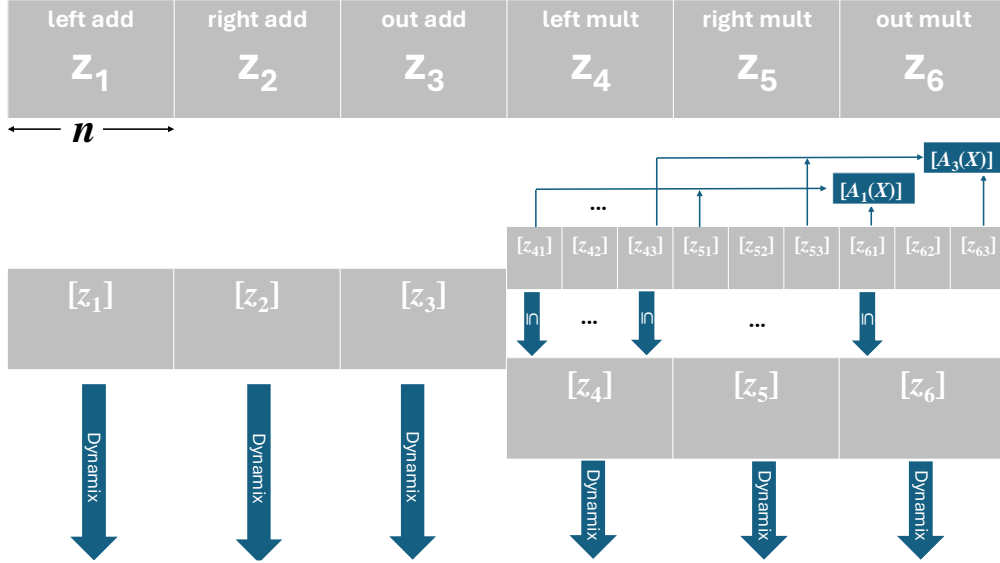 left add right add out add left mult right mult out mult
z₁ z₂ z₃ z₄ z₅ z₆
n
[A₃(X)]
[A₁(X)]
...
[z₄₁] [z₄₂] [z₄₃] [z₅₁] [z₅₂] [z₅₃] [z₆₁] [z₆₂] [z₆₃]
[z₁] [z₂] [z₃]
⊆ ... ⊆ ... ⊆
[z₄] [z₅] [z₆]
Dynamix Dynamix Dynamix
Dynamix Dynamix Dynamix